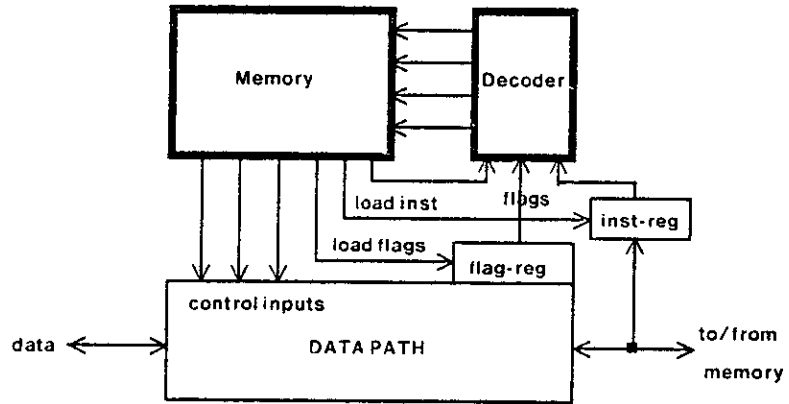 Memory
Decoder
load inst
flags
inst-reg
load flags
flag-reg
control inputs
data
DATA PATH
to/from
memory